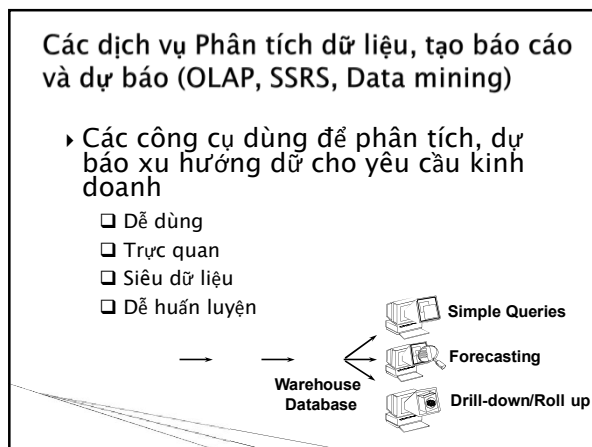 Các dịch vụ Phân tích dữ liệu, tạo báo cáo
và dự báo (OLAP, SSRS, Data mining)
Các công cụ dùng để phân tích, dự
báo xu hướng dữ cho yêu cầu kinh
doanh
Dễ dùng
Trực quan
Siêu dữ liệu
Dễ huấn luyện
Simple Queries
Forecasting
Warehouse
Database
Drill-down/Roll up